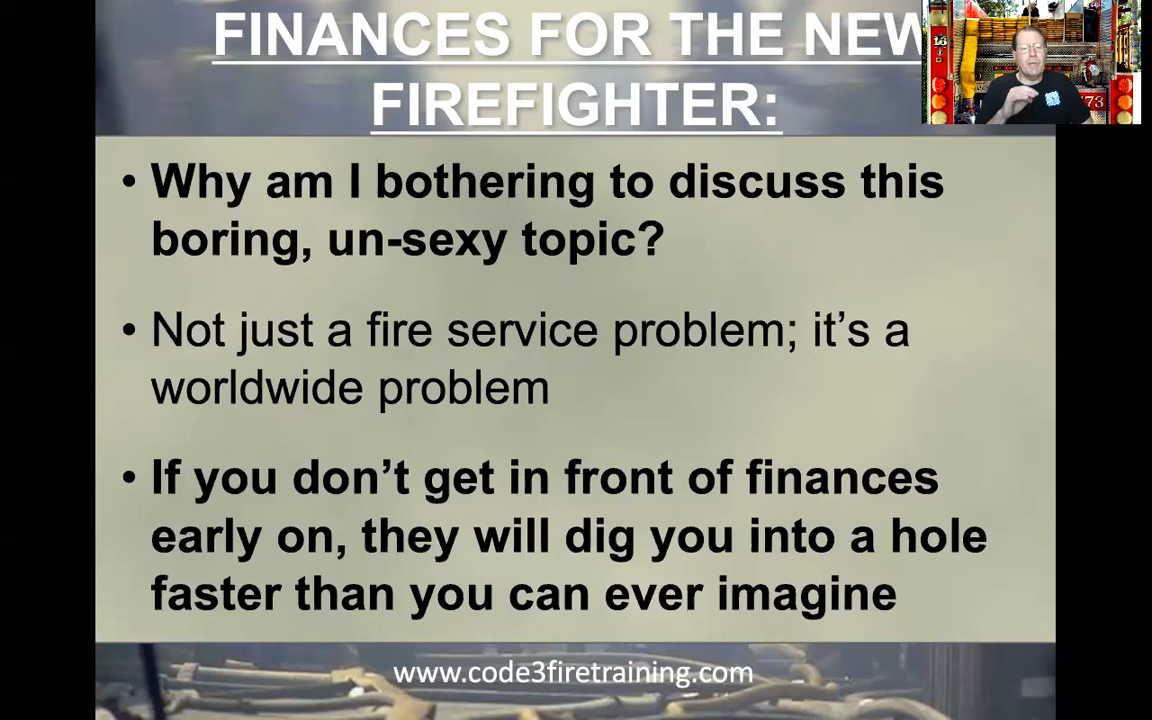 FINANCES FOR THE NEW
FIREFIGHTER:
• Why am I bothering to discuss this
boring, un-sexy topic?
• Not just a fire service problem; it’s a
worldwide problem
• If you don’t get in front of finances
early on, they will dig you into a hole
faster than you can ever imagine
www.code3firetraining.com
73